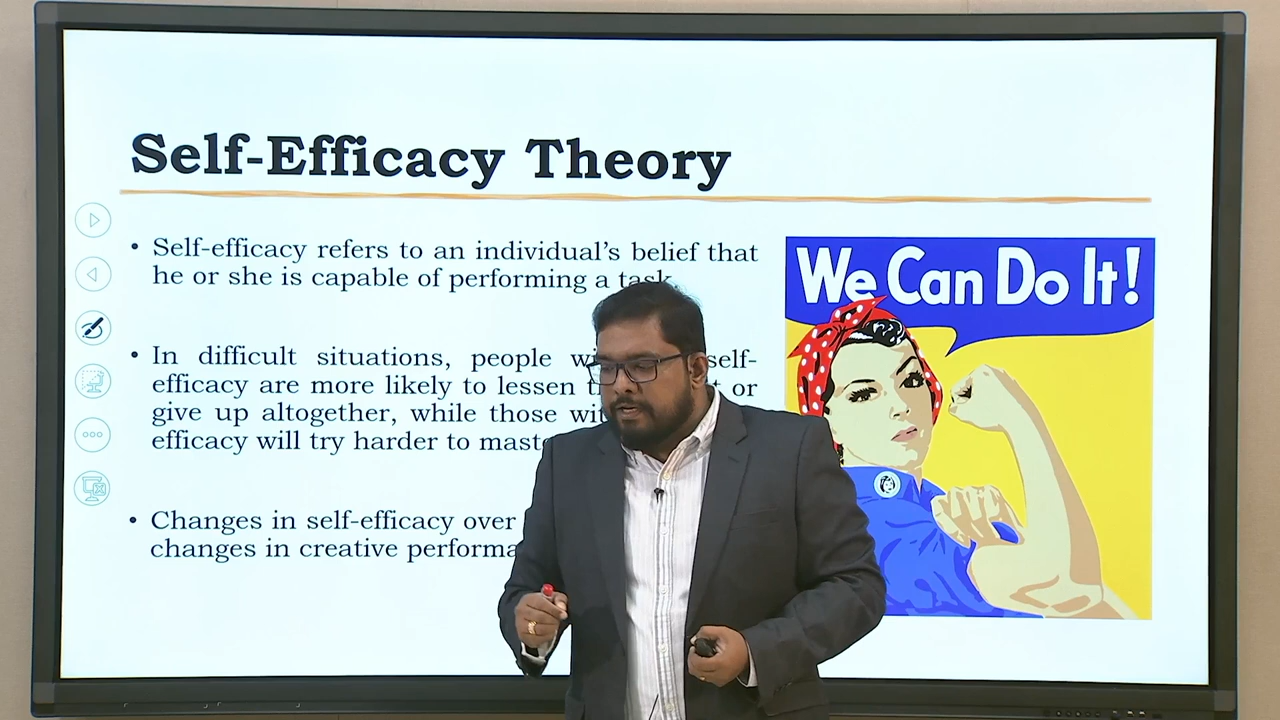 Self-Efficacy Theory
• Self-efficacy refers to an individual's belief that
he or she is capable of performing a task.
• In difficult situations, people self-
efficacy are more likely to lessen or
give up altogether, while those
efficacy will try harder to
• Changes in self-efficacy over
changes in creative
We Can Do It!